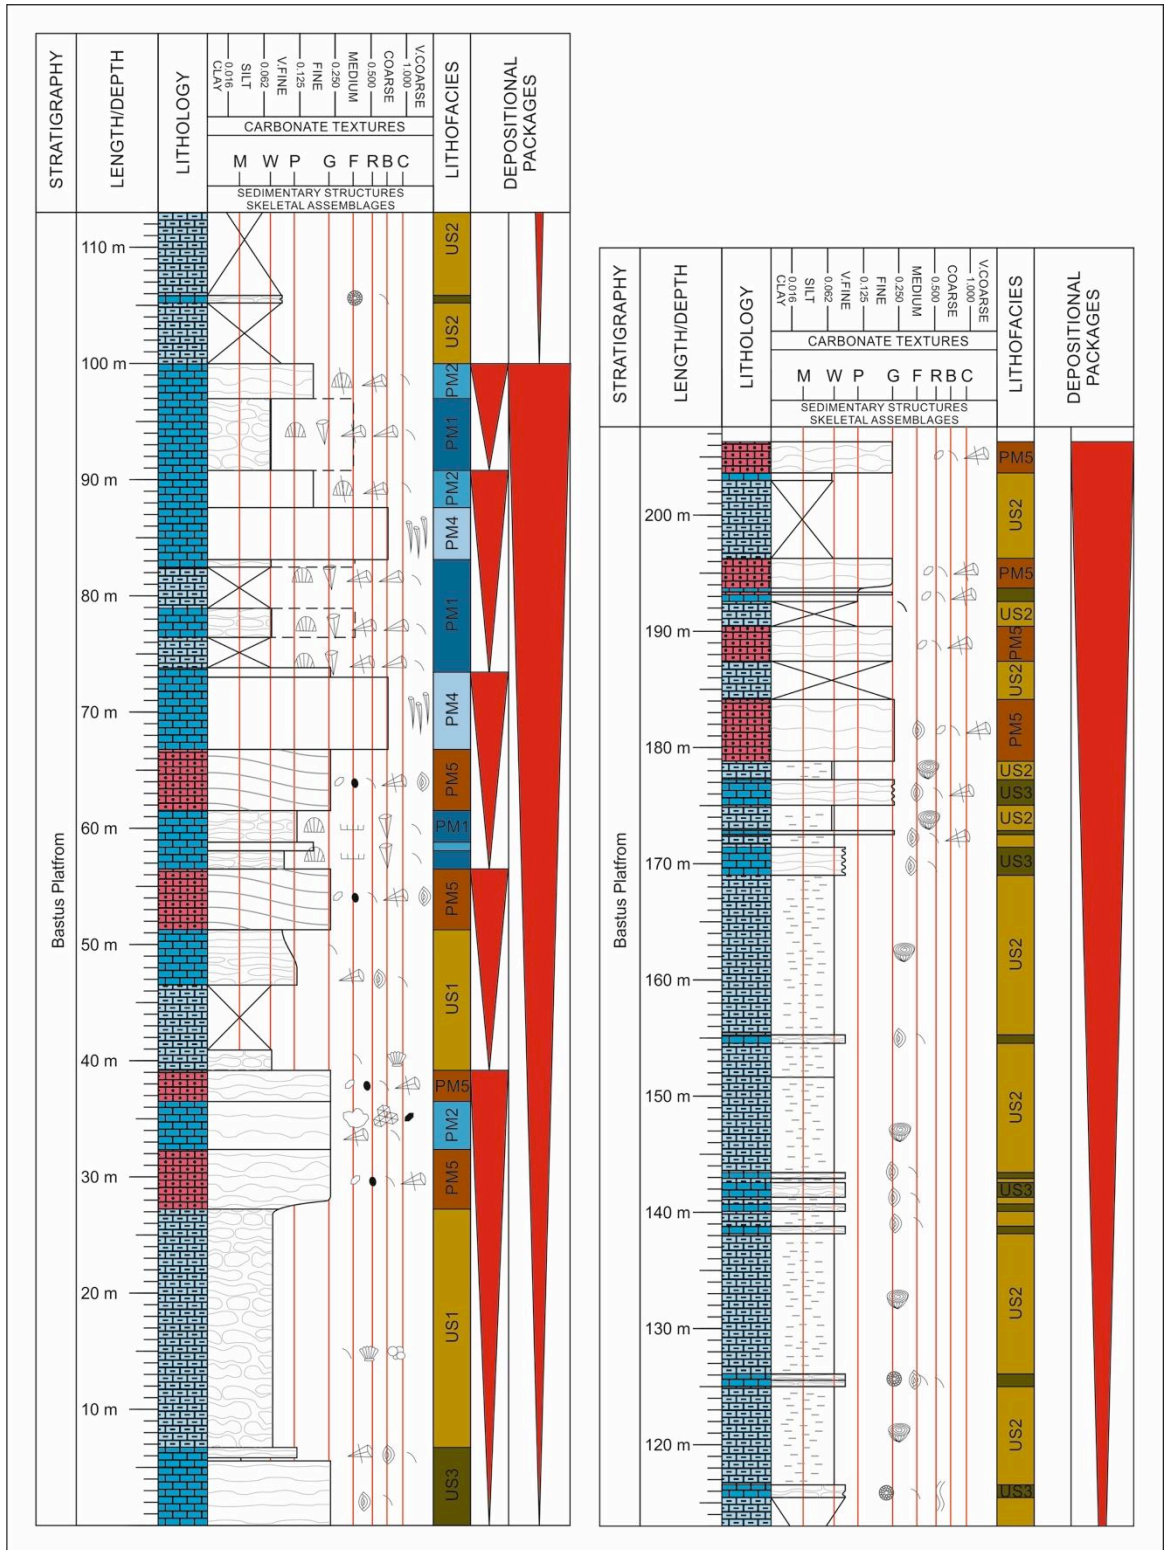 STRATIGRAPHY
LENGTH/DEPTH
LITHOLOGY
CLAY
0.016
SILT
0.062
V.FINE
0.125
FINE
0.250
MEDIUM
0.500
COARSE
1.000
V.COARSE
CARBONATE TEXTURES
M W P G F R B C
SEDIMENTARY STRUCTURES
SKELETAL ASSEMBLAGES
LITHOFACIES
DEPOSITIONAL
PACKAGES
Bastus Platfrom
110 m
100 m
90 m
80 m
70 m
60 m
50 m
40 m
30 m
20 m
10 m
US2
US2
PM2
PM1
PM2
PM4
PM1
PM4
PM5
PM1
PM5
US1
PM5
PM2
PM5
US1
US3
STRATIGRAPHY
LENGTH/DEPTH
LITHOLOGY
CLAY
0.016
SILT
0.062
V.FINE
0.125
FINE
0.250
MEDIUM
0.500
COARSE
1.000
V.COARSE
CARBONATE TEXTURES
M W P G F R B C
SEDIMENTARY STRUCTURES
SKELETAL ASSEMBLAGES
LITHOFACIES
DEPOSITIONAL
PACKAGES
Bastus Platfrom
200 m
190 m
180 m
170 m
160 m
150 m
140 m
130 m
120 m
PM5
US2
PM5
US2
PM5
US2
PM5
US2
US3
US2
US3
US2
US2
US3
US2
US2
US3